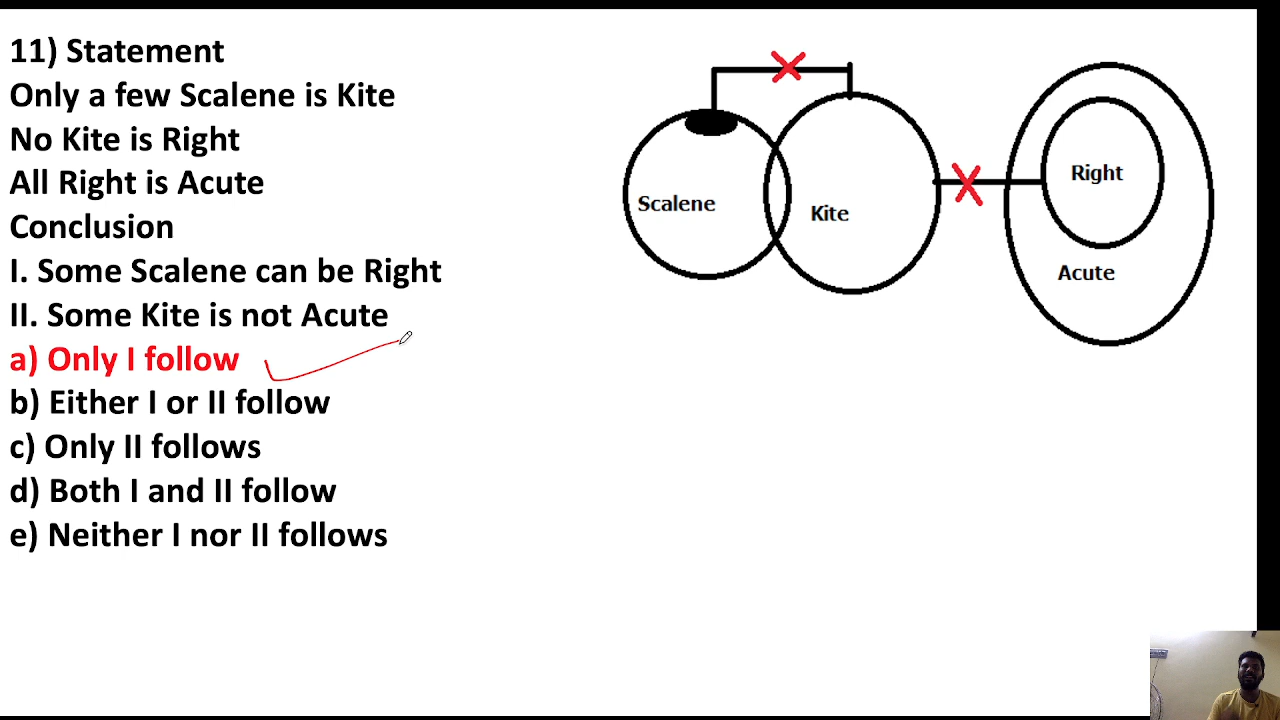 11) Statement
Only a few Scalene is Kite
No Kite is Right
All Right is Acute
Conclusion
I. Some Scalene can be Right
II. Some Kite is not Acute
a) Only I follow
b) Either I or II follow
c) Only II follows
d) Both I and II follow
e) Neither I nor II follows
Scalene
Kite
Right
Acute